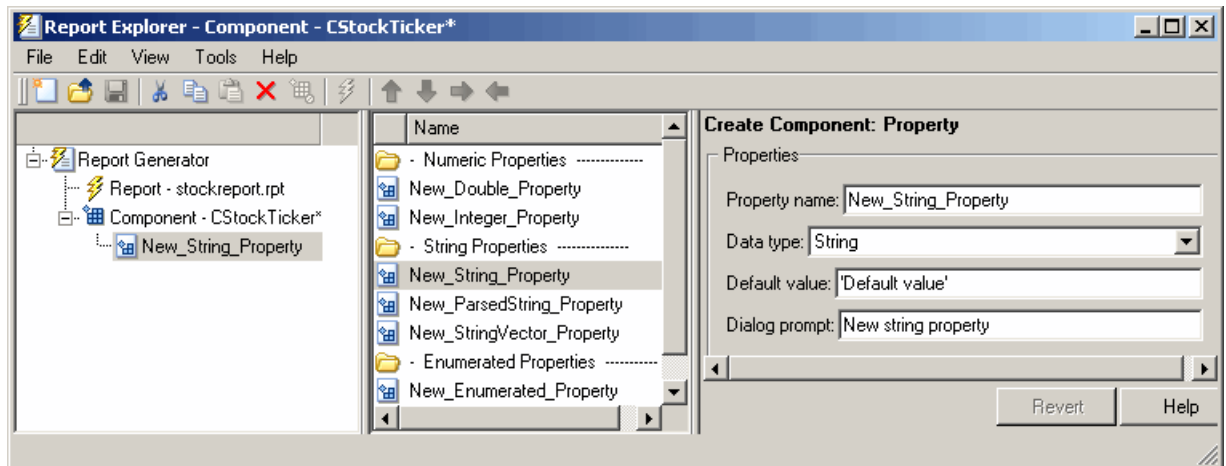 Report Explorer - Component - CStockTicker*
File Edit View Tools Help
Report Generator
Report - stockreport.rpt
Component - CStockTicker*
New_String_Property
Name
- Numeric Properties -------------
New_Double_Property
New_Integer_Property
- String Properties --------------
New_String_Property
New_ParsedString_Property
New_StringVector_Property
- Enumerated Properties ----------
New_Enumerated_Property
Create Component: Property
Properties
Property name: New_String_Property
Data type: String
Default value: 'Default value'
Dialog prompt: New string property
Revert Help